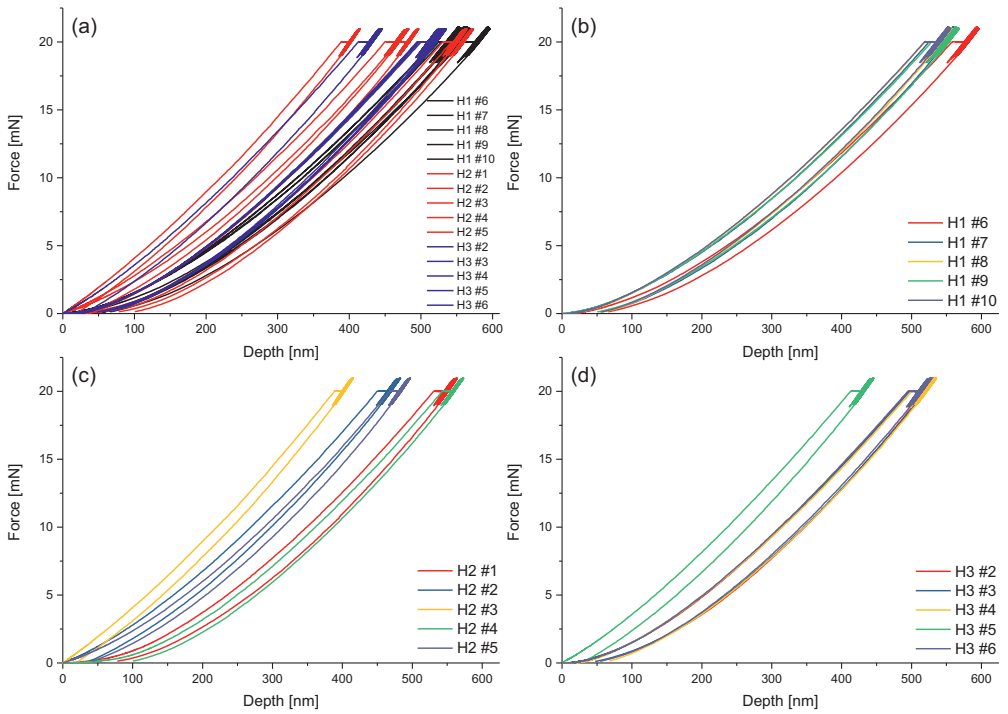 (a)
Force [mN]
20
15
10
5
0
0 100 200 300 400 500 600
Depth [nm]
H1 #6
H1 #7
H1 #8
H1 #9
H1 #10
H2 #1
H2 #2
H2 #3
H2 #4
H2 #5
H3 #2
H3 #3
H3 #4
H3 #5
H3 #6
(b)
Force [mN]
20
15
10
5
0
0 100 200 300 400 500 600
Depth [nm]
H1 #6
H1 #7
H1 #8
H1 #9
H1 #10
(c)
Force [mN]
20
15
10
5
0
0 100 200 300 400 500 600
Depth [nm]
H2 #1
H2 #2
H2 #3
H2 #4
H2 #5
(d)
Force [mN]
20
15
10
5
0
0 100 200 300 400 500 600
Depth [nm]
H3 #2
H3 #3
H3 #4
H3 #5
H3 #6